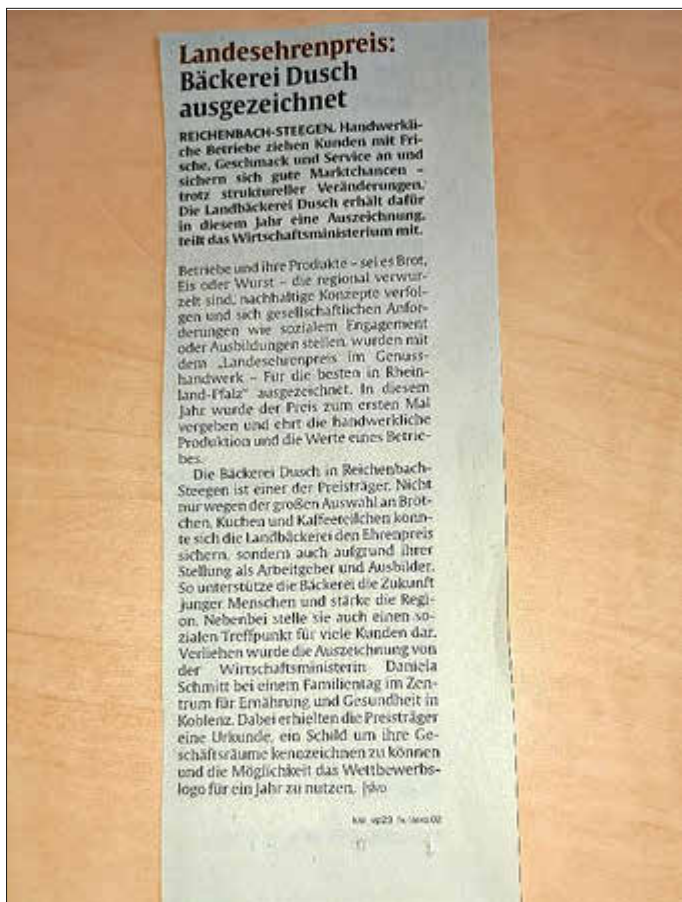 Landesehrenpreis:
Bäckerei Dusch
ausgezeichnet
REICHENBACH-STEEGEN. Handwerkli-
che Betriebe ziehen Kunden mit Fri-
sche, Geschmack und Service an und
sichern sich gute Marktchancen –
trotz struktureller Veränderungen.
Die Landbäckerei Dusch erhält dafür
in diesem Jahr eine Auszeichnung,
teilt das Wirtschaftsministerium mit.
Betriebe und ihre Produkte – sei es Brot,
Eis oder Wurst – die regional verwur-
zelt sind, nachhaltige Konzepte verfol-
gen und sich gesellschaftlichen Anfor-
derungen wie sozialem Engagement
oder Ausbildungen stellen, wurden mit
dem „Landesehrenpreis im Genuss-
handwerk – Für die besten in Rhein-
land-Pfalz“ ausgezeichnet. In diesem
Jahr wurde der Preis zum ersten Mal
vergeben und ehrt die handwerkliche
Produktion und die Werte eines Betrie-
bes.
Die Bäckerei Dusch in Reichenbach-
Steegen ist einer der Preisträger. Nicht
nur wegen der großen Auswahl an Bröt-
chen, Kuchen und Kaffeeteilchen konn-
te sich die Landbäckerei den Ehrenpreis
sichern, sondern auch aufgrund ihrer
Stellung als Arbeitgeber und Ausbilder.
So unterstütze die Bäckerei die Zukunft
junger Menschen und stärke die Regi-
on. Nebenbei stelle sie auch einen so-
zialen Treffpunkt für viele Kunden dar.
Verliehen wurde die Auszeichnung von
der Wirtschaftsministerin Daniela
Schmitt bei einem Familientag im Zen-
trum für Ernährung und Gesundheit in
Koblenz. Dabei erhielten die Preisträger
eine Urkunde, ein Schild um ihre Ge-
schäftsräume kennzeichnen zu können
und die Möglichkeit das Wettbewerbs-
logo für ein Jahr zu nutzen.